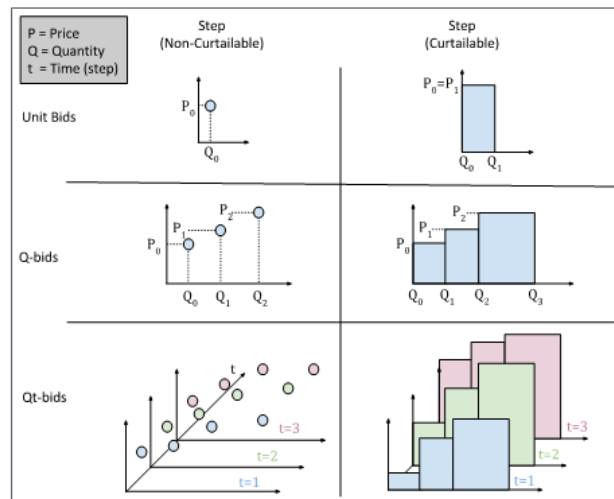 P = Price
Q = Quantity
t = Time (step)
Step
(Non-Curtailable)
Step
(Curtailable)
Unit Bids
P0
Q0
P0=P1
Q0 Q1
Q-bids
P0
P1
P2
Q0 Q1 Q2
P0
P1
P2
Q0 Q1 Q2 Q3
Qt-bids
t
t=3
t=2
t=1
t=3
t=2
t=1